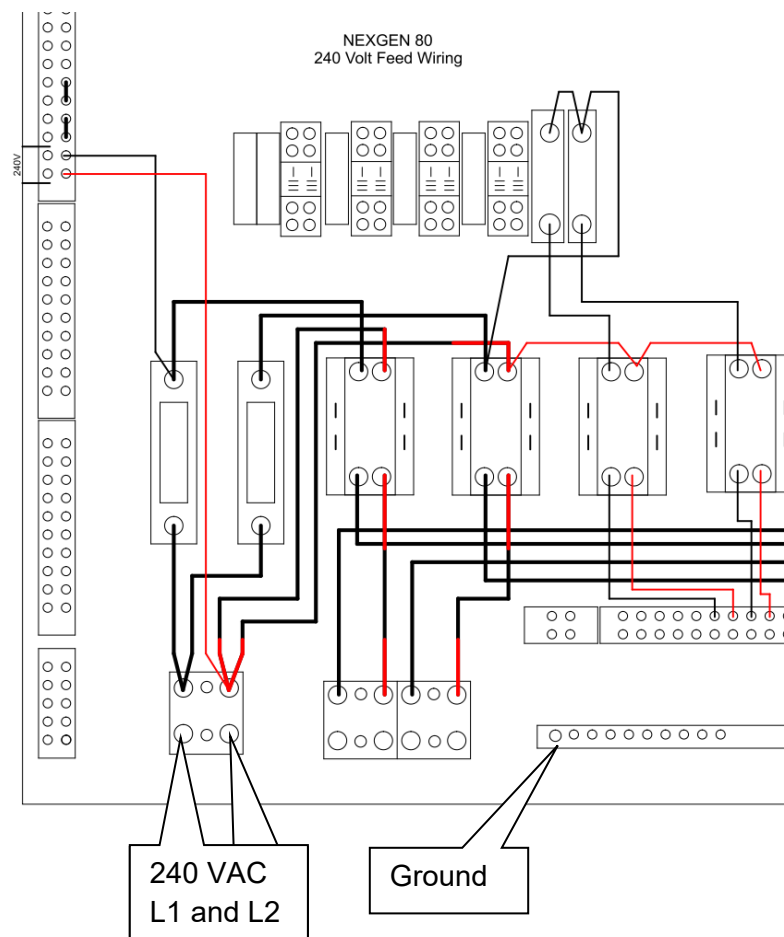 NEXGEN 80
240 Volt Feed Wiring
240V
240 VAC
L1 and L2
Ground